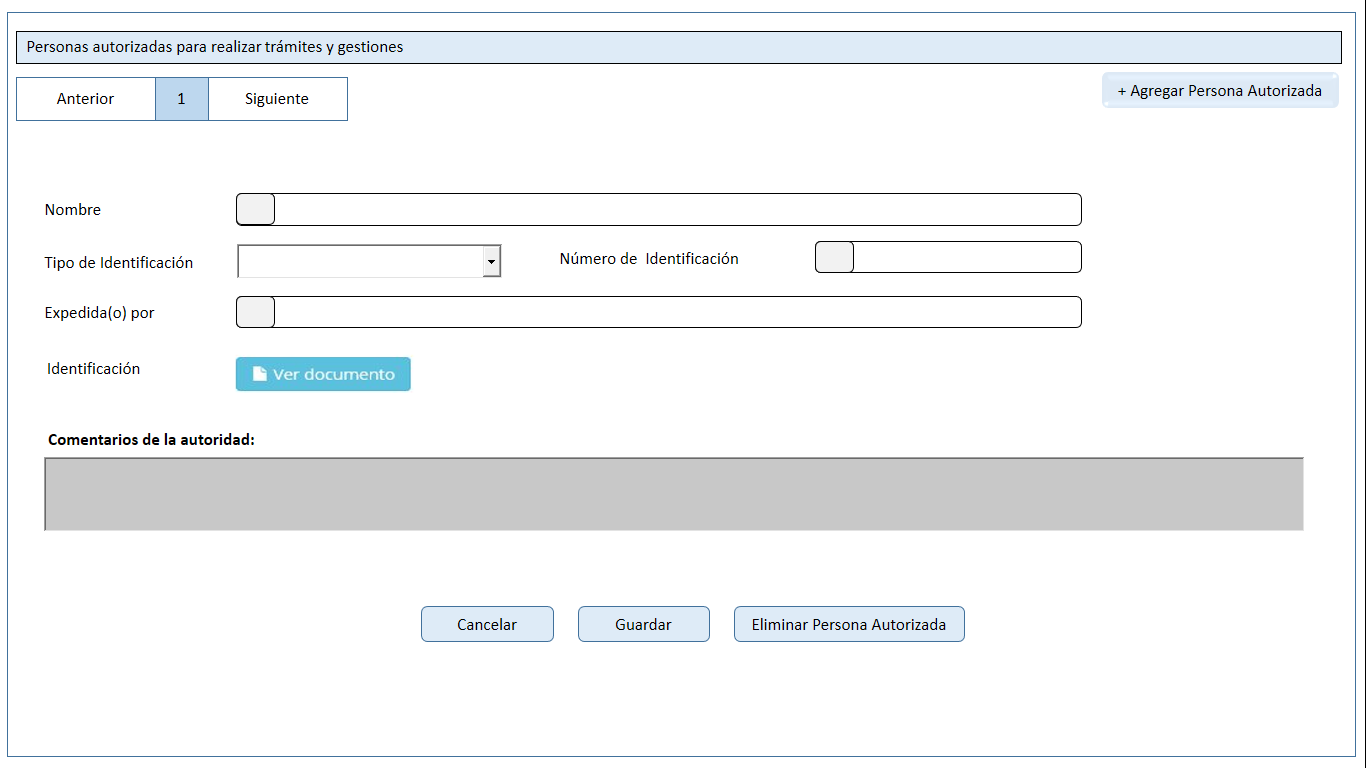 Personas autorizadas para realizar trámites y gestiones
Anterior 1 Siguiente
+ Agregar Persona Autorizada
Nombre
Tipo de Identificación
Número de Identificación
Expedida(o) por
Identificación
Ver documento
Comentarios de la autoridad:
Cancelar Guardar Eliminar Persona Autorizada